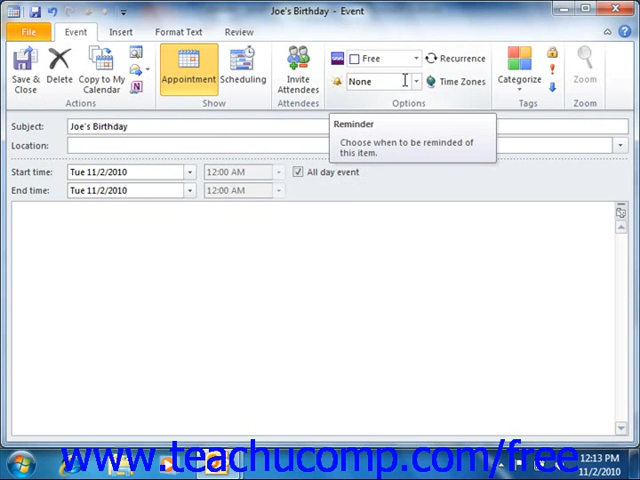 Joe's Birthday - Event
File Event Insert Format Text Review
Save & Close
Delete
Copy to My Calendar
Actions
Appointment
Scheduling
Show
Invite Attendees
Attendees
Free
Recurrence
None
Time Zones
Options
Categorize
Tags
Zoom
Zoom
Reminder
Choose when to be reminded of
this item.
Subject: Joe's Birthday
Location:
Start time: Tue 11/2/2010 12:00 AM All day event
End time: Tue 11/2/2010 12:00 AM
www.teachucomp.com/free
12:13 PM
11/2/2010